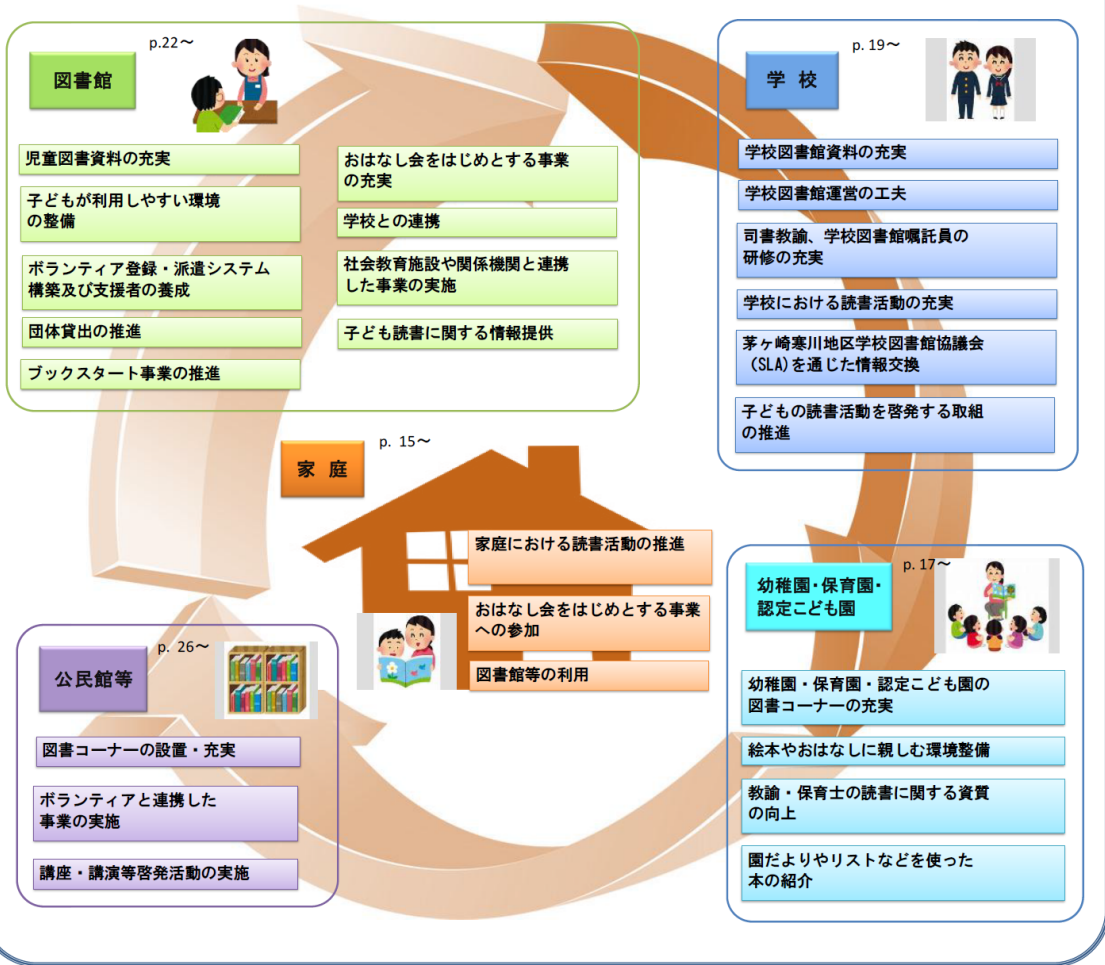 図書館
p.22～
児童図書資料の充実
子どもが利用しやすい環境
の整備
ボランティア登録・派遣システム
構築及び支援者の養成
団体貸出の推進
ブックスタート事業の推進
おはなし会をはじめとする事業
の充実
学校との連携
社会教育施設や関係機関と連携
した事業の実施
子ども読書に関する情報提供
学 校
p. 19～
学校図書館資料の充実
学校図書館運営の工夫
司書教諭、学校図書館嘱託員の
研修の充実
学校における読書活動の充実
茅ヶ崎寒川地区学校図書館協議会
(SLA)を通じた情報交換
子どもの読書活動を啓発する取組
の推進
家 庭
p. 15～
家庭における読書活動の推進
おはなし会をはじめとする事業
への参加
図書館等の利用
幼稚園・保育園・
認定こども園
p. 17～
幼稚園・保育園・認定こども園の
図書コーナーの充実
絵本やおはなしに親しむ環境整備
教諭・保育士の読書に関する資質
の向上
園だよりやリストなどを使った
本の紹介
公民館等
p. 26～
図書コーナーの設置・充実
ボランティアと連携した
事業の実施
講座・講演等啓発活動の実施